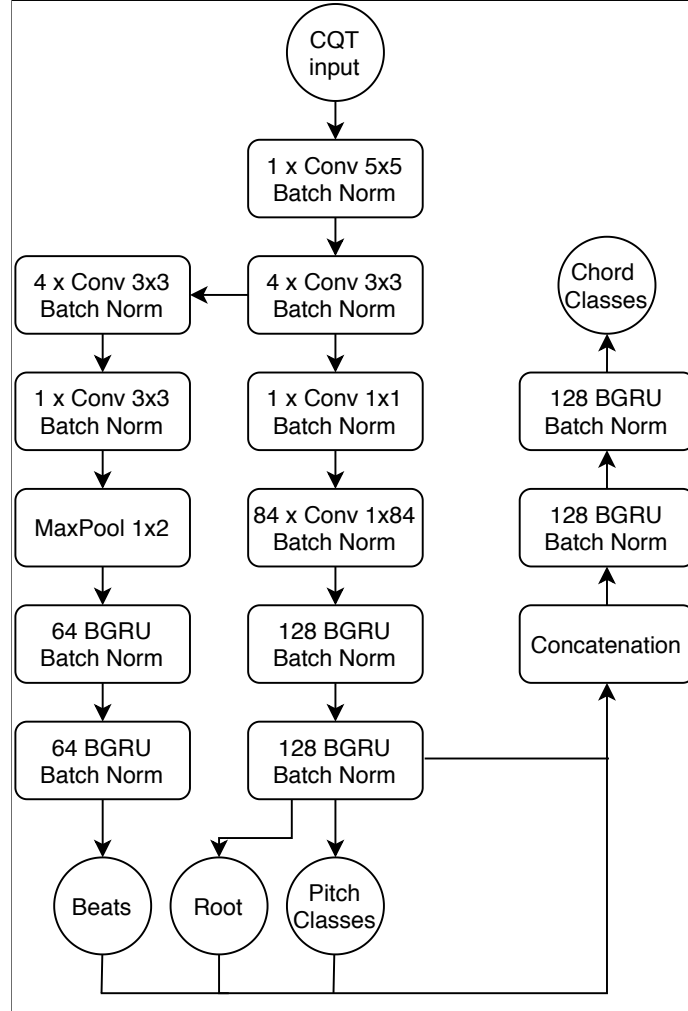 CQT
input
1 x Conv 5x5
Batch Norm
4 x Conv 3x3
Batch Norm
4 x Conv 3x3
Batch Norm
Chord
Classes
1 x Conv 3x3
Batch Norm
1 x Conv 1x1
Batch Norm
128 BGRU
Batch Norm
MaxPool 1x2
84 x Conv 1x84
Batch Norm
128 BGRU
Batch Norm
64 BGRU
Batch Norm
128 BGRU
Batch Norm
Concatenation
64 BGRU
Batch Norm
128 BGRU
Batch Norm
Beats
Root
Pitch
Classes